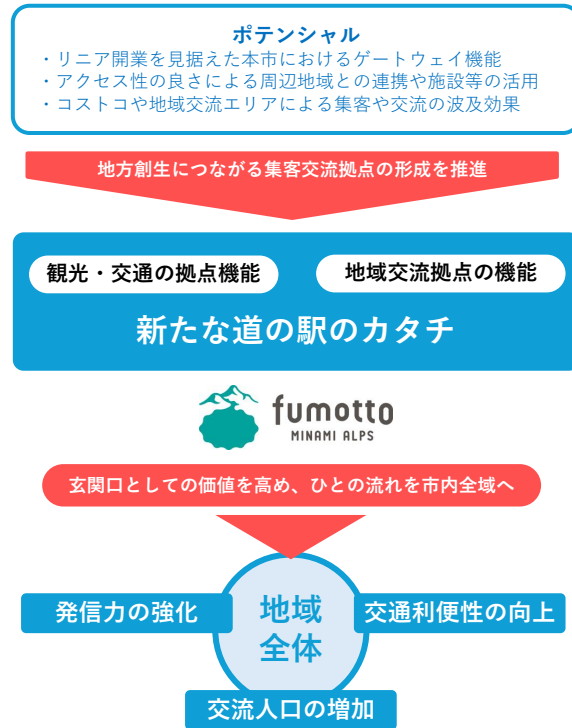 ポテンシャル
・リニア開業を見据えた本市におけるゲートウェイ機能
・アクセス性の良さによる周辺地域との連携や施設等の活用
・コストコや地域交流エリアによる集客や交流の波及効果
地方創生につながる集客交流拠点の形成を推進
観光・交通の拠点機能
地域交流拠点の機能
新たな道の駅のカタチ
fumotto
MINAMI ALPS
玄関口としての価値を高め、ひとの流れを市内全域へ
発信力の強化
地域
全体
交通利便性の向上
交流人口の増加